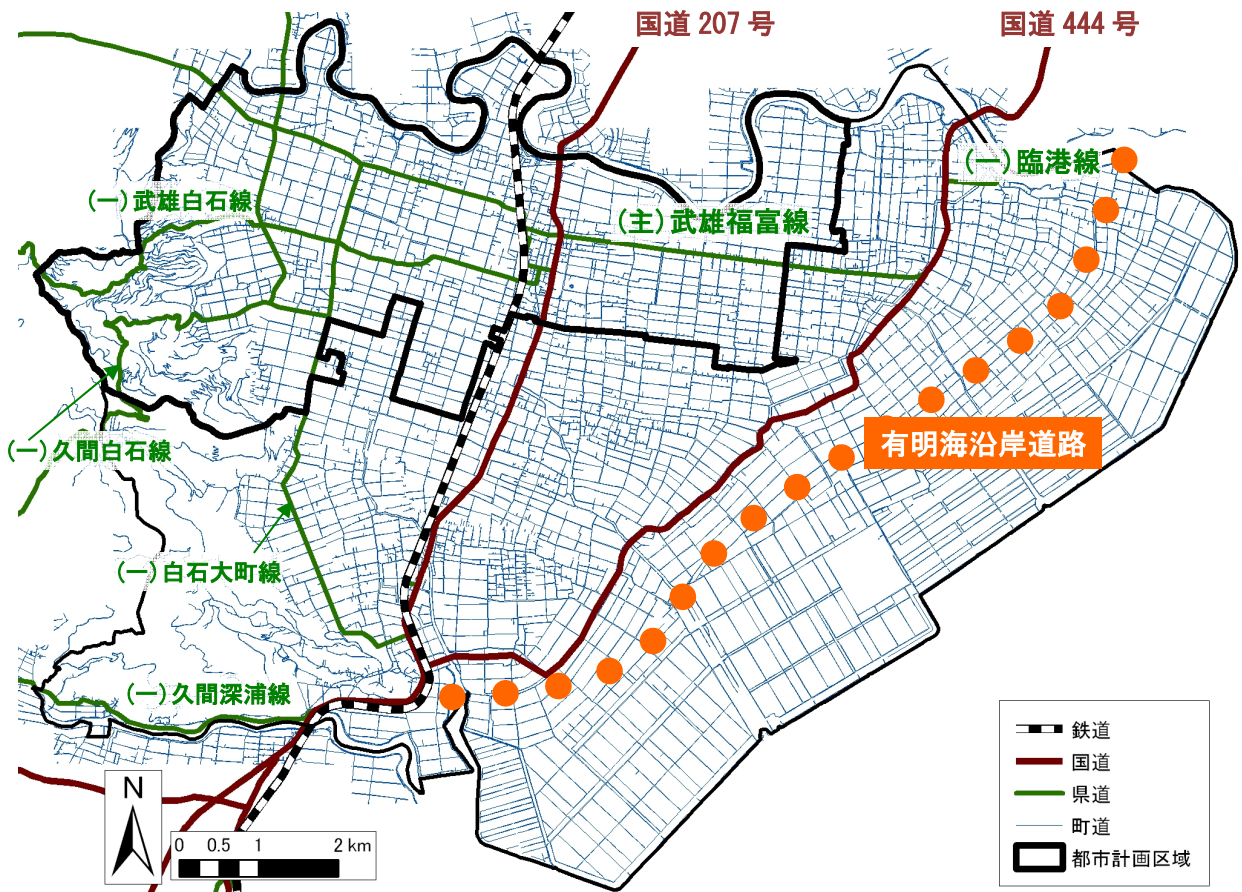 国道 207 号
国道 444 号
(一)臨港線
(一)武雄白石線
(主)武雄福富線
有明海沿岸道路
(一)久間白石線
(一)白石大町線
(一)久間深浦線
鉄道
国道
県道
町道
都市計画区域
N
0 0.5 1 2 km